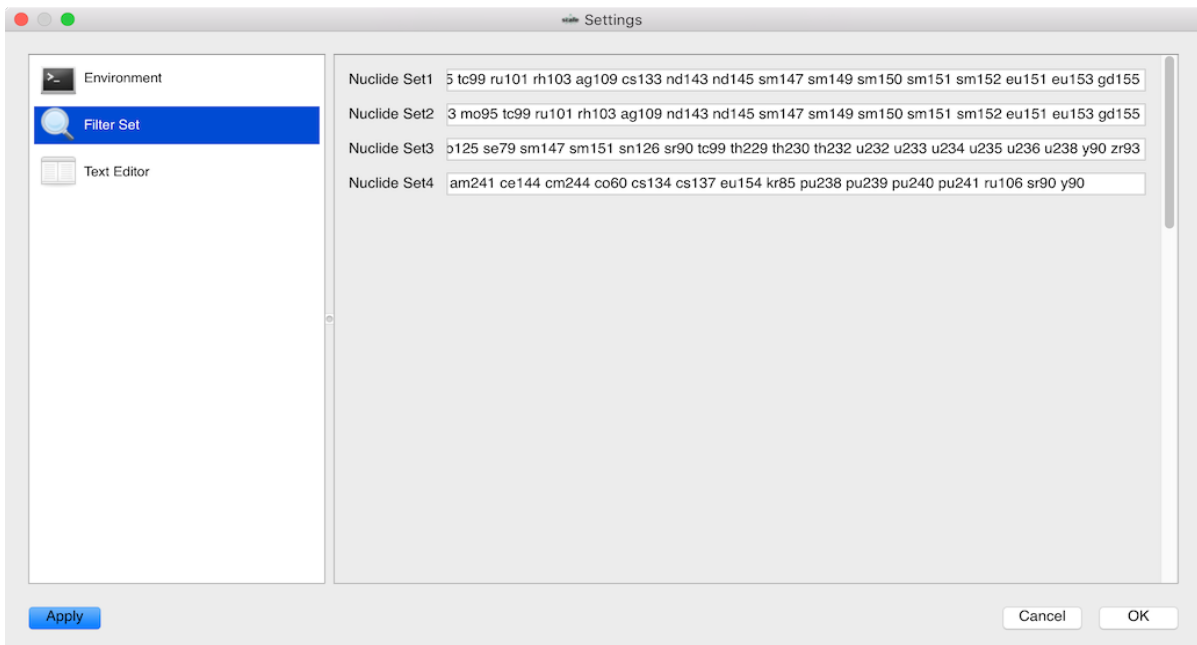 Settings
Environment
Filter Set
Text Editor
Nuclide Set1 tc99 ru101 rh103 ag109 cs133 nd143 nd145 sm147 sm149 sm150 sm151 sm152 eu151 eu153 gd155
Nuclide Set2 3 mo95 tc99 ru101 rh103 ag109 nd143 nd145 sm147 sm149 sm150 sm151 sm152 eu151 eu153 gd155
Nuclide Set3 se79 sm147 sm151 sn126 sr90 tc99 th229 th230 th232 u232 u233 u234 u235 u236 u238 y90 zr93
Nuclide Set4 am241 ce144 cm244 co60 cs134 cs137 eu154 kr85 pu238 pu239 pu240 pu241 ru106 sr90 y90
Apply
Cancel
OK